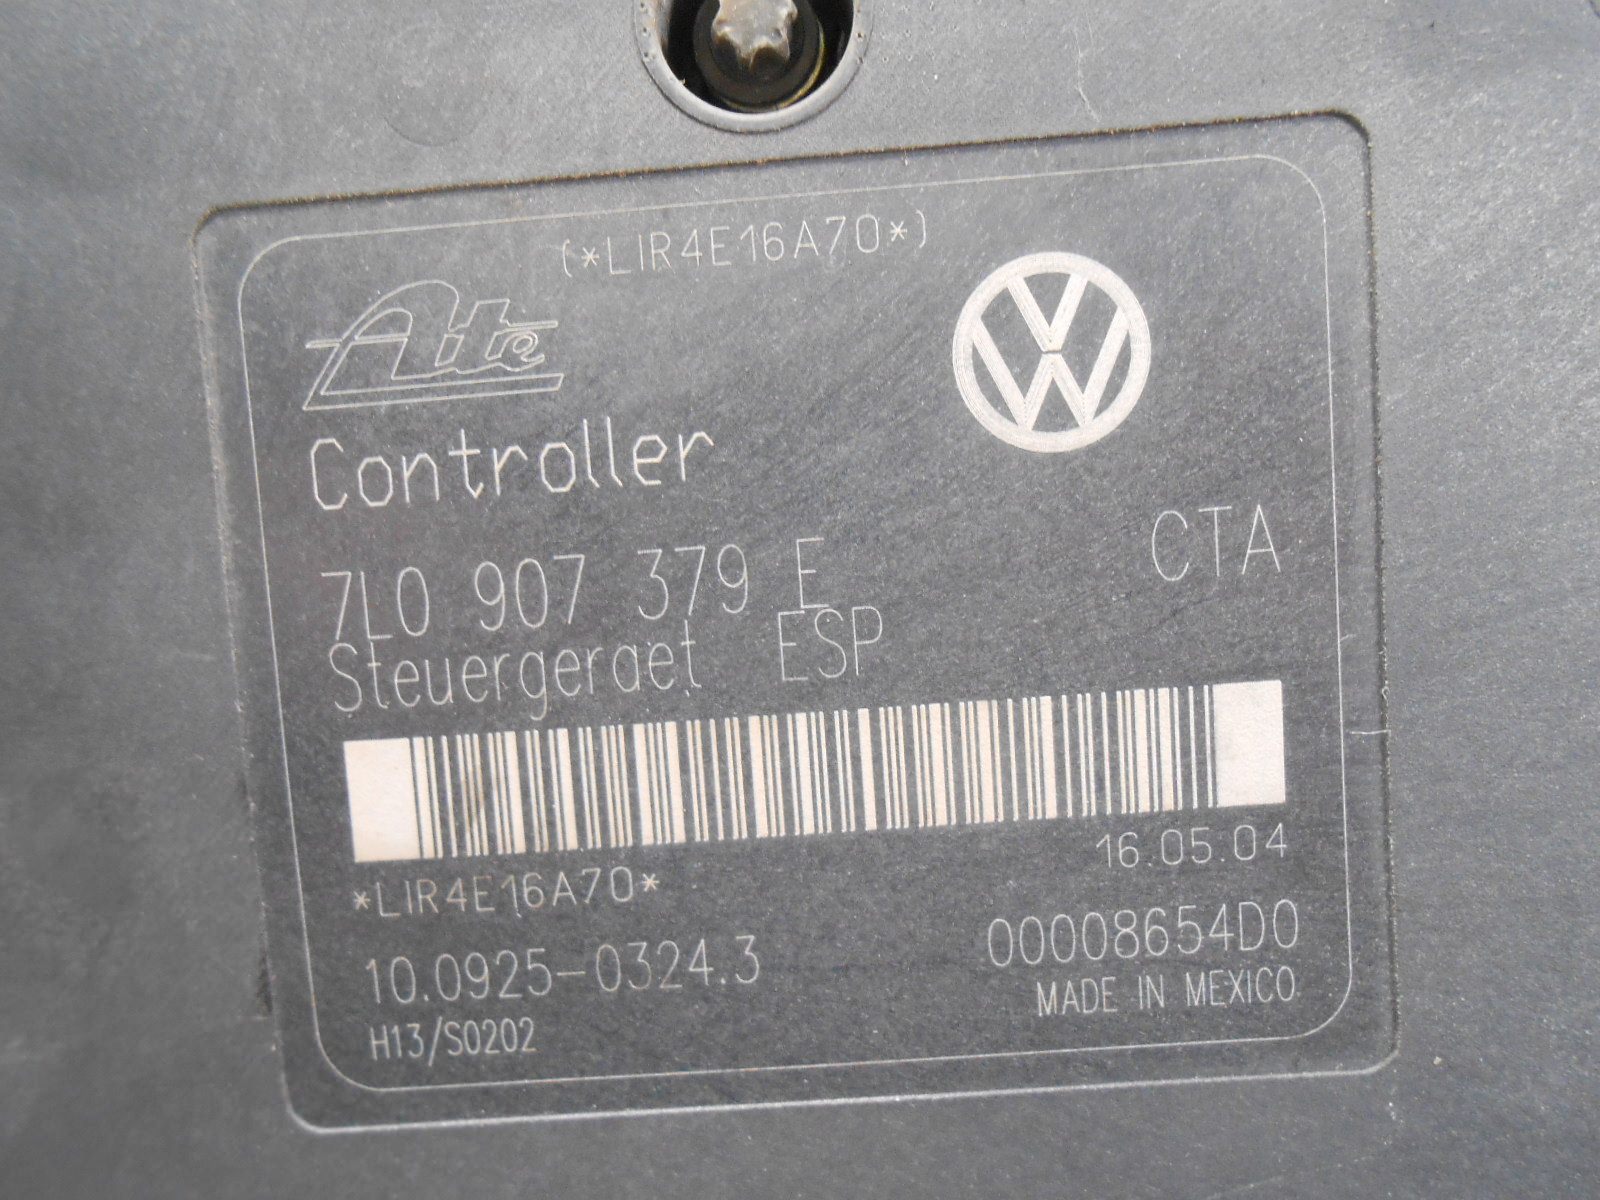 (*LIR4E16A70*)
Ate
Controller
7L0 907 379 E CTA
Steuergeraet ESP
16.05.04
*LIR4E16A70*
10.0925-0324.3 00008654D0
MADE IN MEXICO
H13/S0202